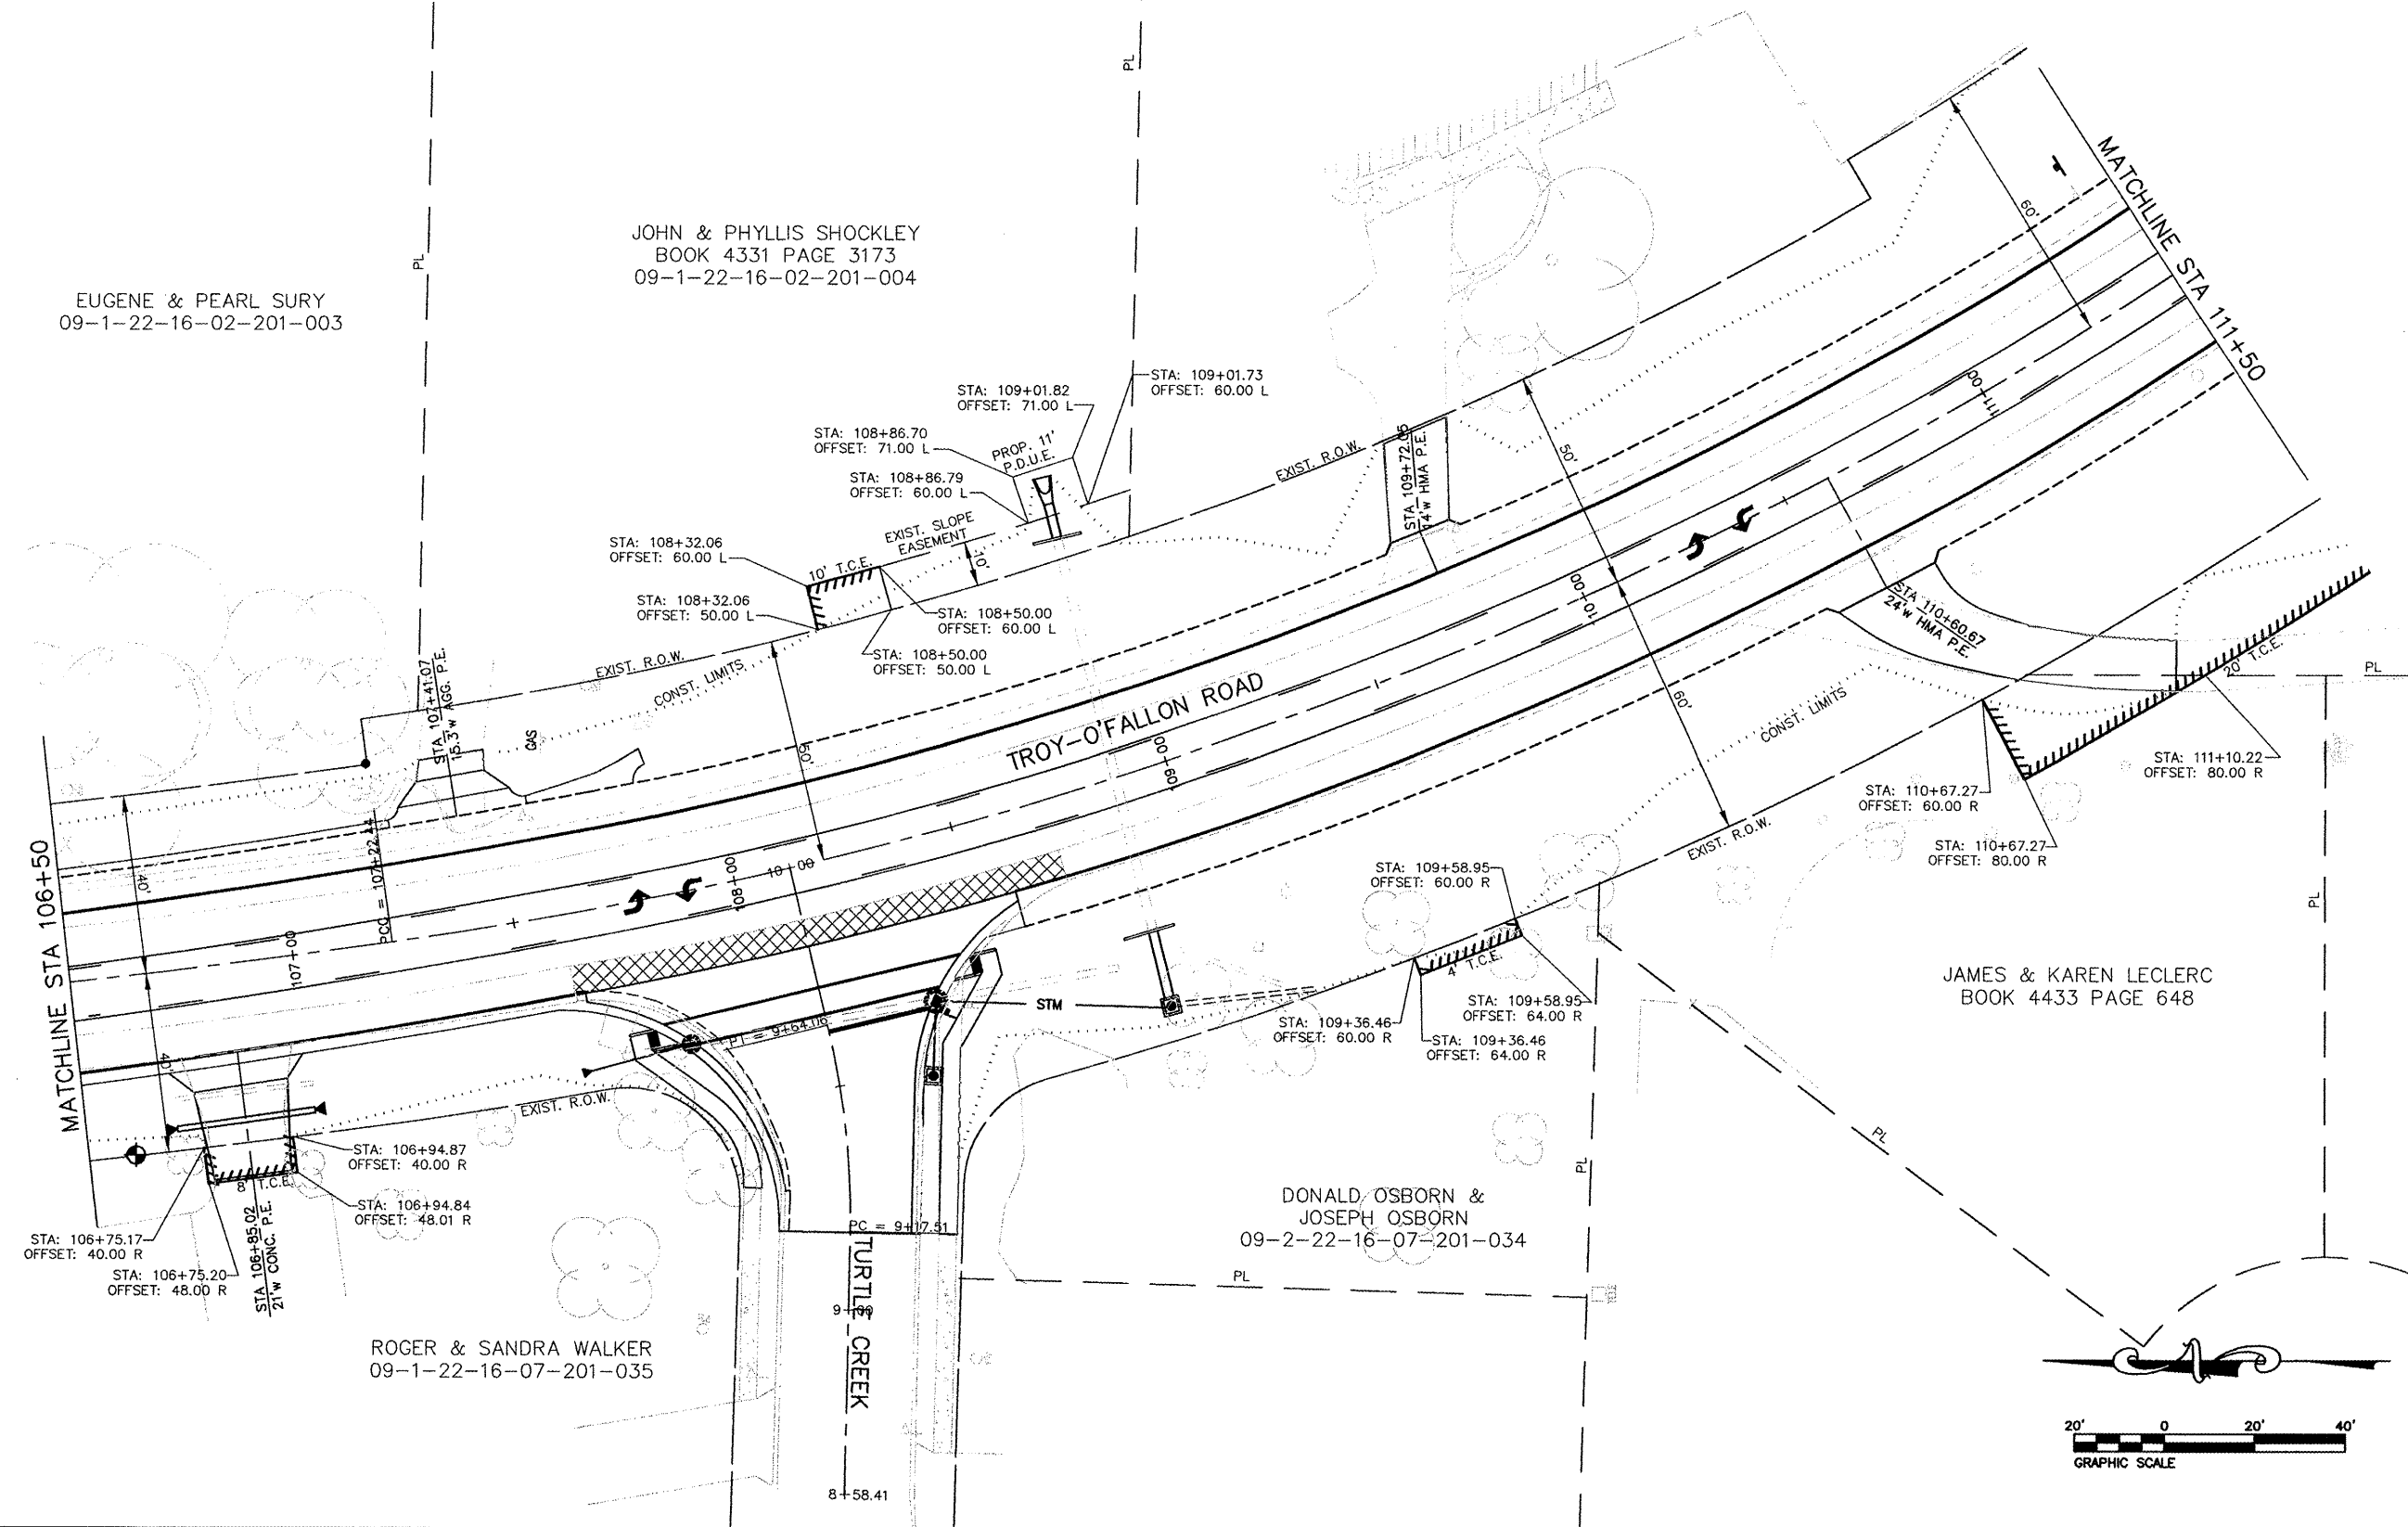 PL
PL
JOHN & PHYLLIS SHOCKLEY
BOOK 4331 PAGE 3173
09-1-22-16-02-201-004
EUGENE & PEARL SURY
09-1-22-16-02-201-003
MATCHLINE STA 111+50
60'
STA: 109+01.73
OFFSET: 60.00 L
STA: 109+01.82
OFFSET: 71.00 L
STA: 108+86.70
OFFSET: 71.00 L
PROP. 11'
P.D.U.E.
STA: 108+86.79
OFFSET: 60.00 L
EXIST. R.O.W.
50'
STA 109+72.05
14'w HMA P.E.
111+00
EXIST. SLOPE
EASEMENT
10'
STA: 108+32.06
OFFSET: 60.00 L
10' T.C.E.
STA: 108+32.06
OFFSET: 50.00 L
STA: 108+50.00
OFFSET: 60.00 L
STA: 108+50.00
OFFSET: 50.00 L
110+00
STA 110+60.67
24'w HMA P.E.
20' T.C.E.
PL
EXIST. R.O.W.
CONST. LIMITS
STA 107+41.07
15.3'w AGG. P.E.
GAS
50'
TROY-O'FALLON ROAD
109+00
60'
CONST. LIMITS
STA: 111+10.22
OFFSET: 80.00 R
STA: 110+67.27
OFFSET: 60.00 R
STA: 110+67.27
OFFSET: 80.00 R
EXIST. R.O.W.
MATCHLINE STA 106+50
40'
PCC = 107+22.44
108+00
10+00
107+00
STA: 109+58.95
OFFSET: 60.00 R
4' T.C.E.
STA: 109+58.95
OFFSET: 64.00 R
STA: 109+36.46
OFFSET: 60.00 R
STA: 109+36.46
OFFSET: 64.00 R
STM
PT = 9+64.06
JAMES & KAREN LECLERC
BOOK 4433 PAGE 648
PL
PL
PL
40'
EXIST. R.O.W.
STA: 106+94.87
OFFSET: 40.00 R
8' T.C.E.
STA: 106+94.84
OFFSET: 48.01 R
STA: 106+75.17
OFFSET: 40.00 R
STA: 106+75.20
OFFSET: 48.00 R
STA 106+85.02
21'w CONC. P.E.
PC = 9+17.51
TURTLE CREEK
9+00
8+58.41
DONALD OSBORN &
JOSEPH OSBORN
09-2-22-16-07-201-034
PL
ROGER & SANDRA WALKER
09-1-22-16-07-201-035
20' 0 20' 40'
GRAPHIC SCALE